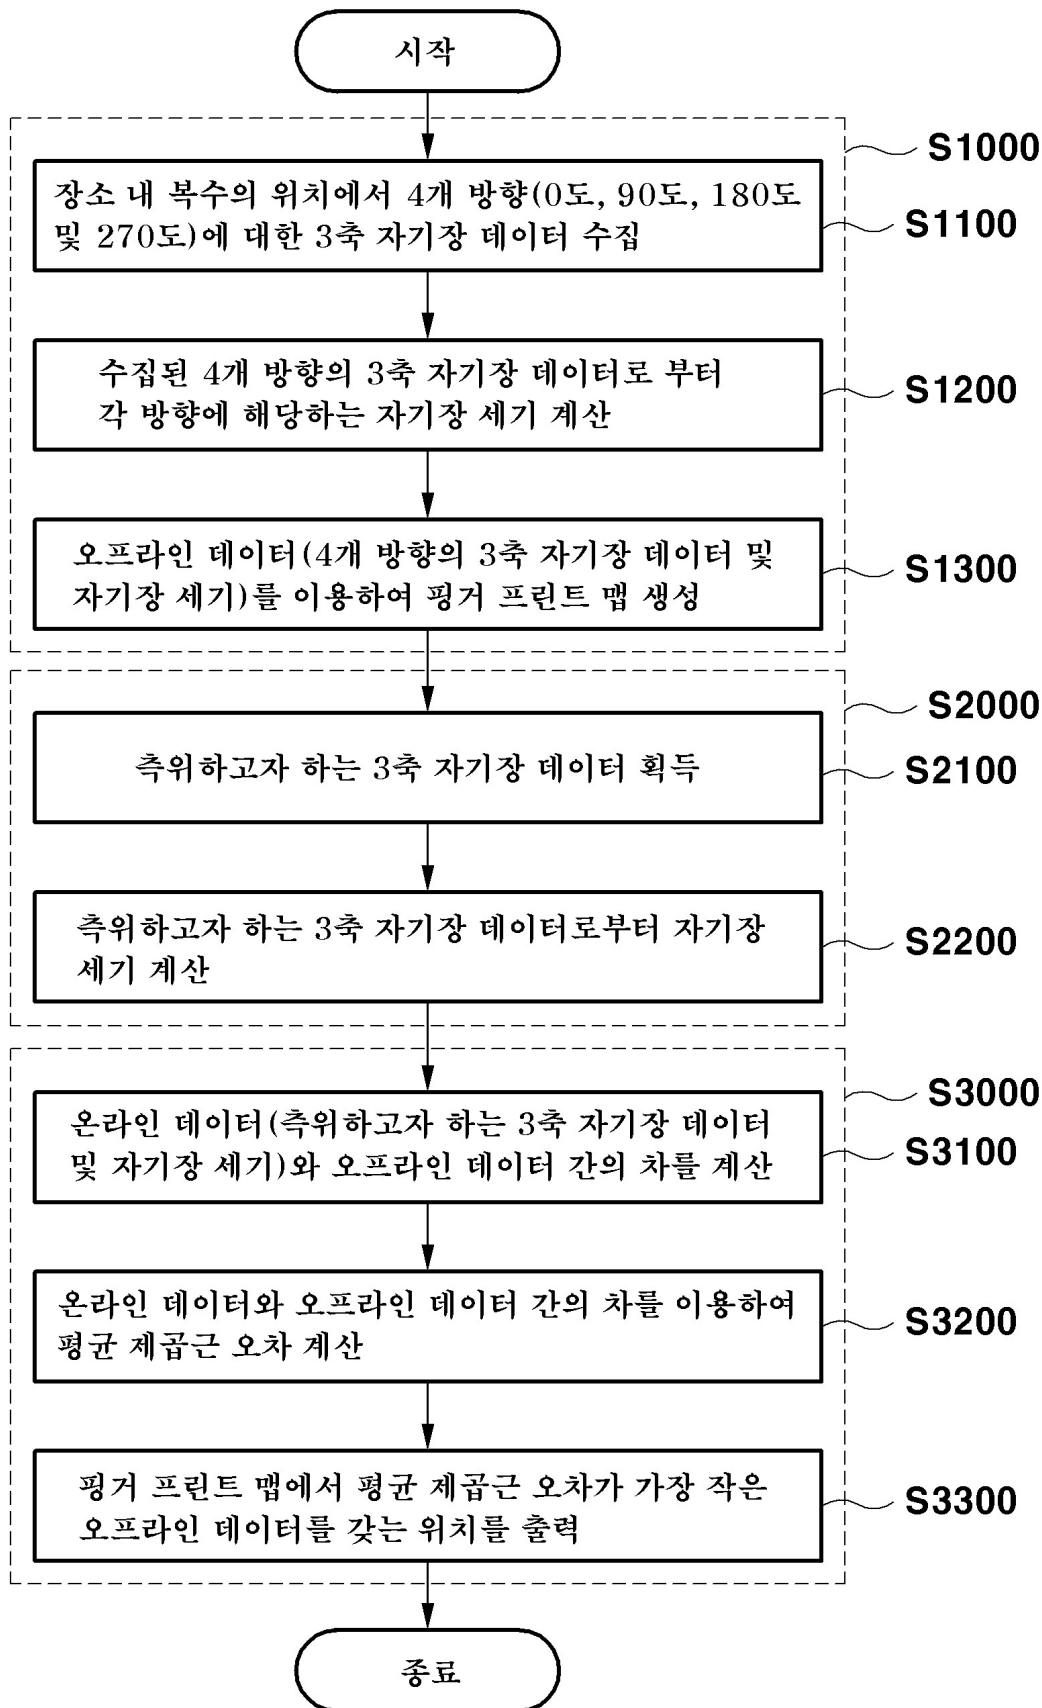 시작
S1000
장소 내 복수의 위치에서 4개 방향(0도, 90도, 180도
및 270도)에 대한 3축 자기장 데이터 수집
S1100
수집된 4개 방향의 3축 자기장 데이터로 부터
각 방향에 해당하는 자기장 세기 계산
S1200
오프라인 데이터(4개 방향의 3축 자기장 데이터 및
자기장 세기)를 이용하여 핑거 프린트 맵 생성
S1300
S2000
측위하고자 하는 3축 자기장 데이터 획득
S2100
측위하고자 하는 3축 자기장 데이터로부터 자기장
세기 계산
S2200
S3000
온라인 데이터(측위하고자 하는 3축 자기장 데이터
및 자기장 세기)와 오프라인 데이터 간의 차를 계산
S3100
온라인 데이터와 오프라인 데이터 간의 차를 이용하여
평균 제곱근 오차 계산
S3200
핑거 프린트 맵에서 평균 제곱근 오차가 가장 작은
오프라인 데이터를 갖는 위치를 출력
S3300
종료